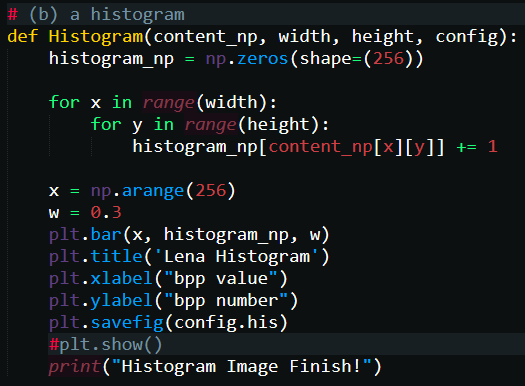 # (b) a histogram
def Histogram(content_np, width, height, config):
    histogram_np = np.zeros(shape=(256))

    for x in range(width):
        for y in range(height):
            histogram_np[content_np[x][y]] += 1

    x = np.arange(256)
    w = 0.3
    plt.bar(x, histogram_np, w)
    plt.title('Lena Histogram')
    plt.xlabel("bpp value")
    plt.ylabel("bpp number")
    plt.savefig(config.his)
    #plt.show()
    print("Histogram Image Finish!")